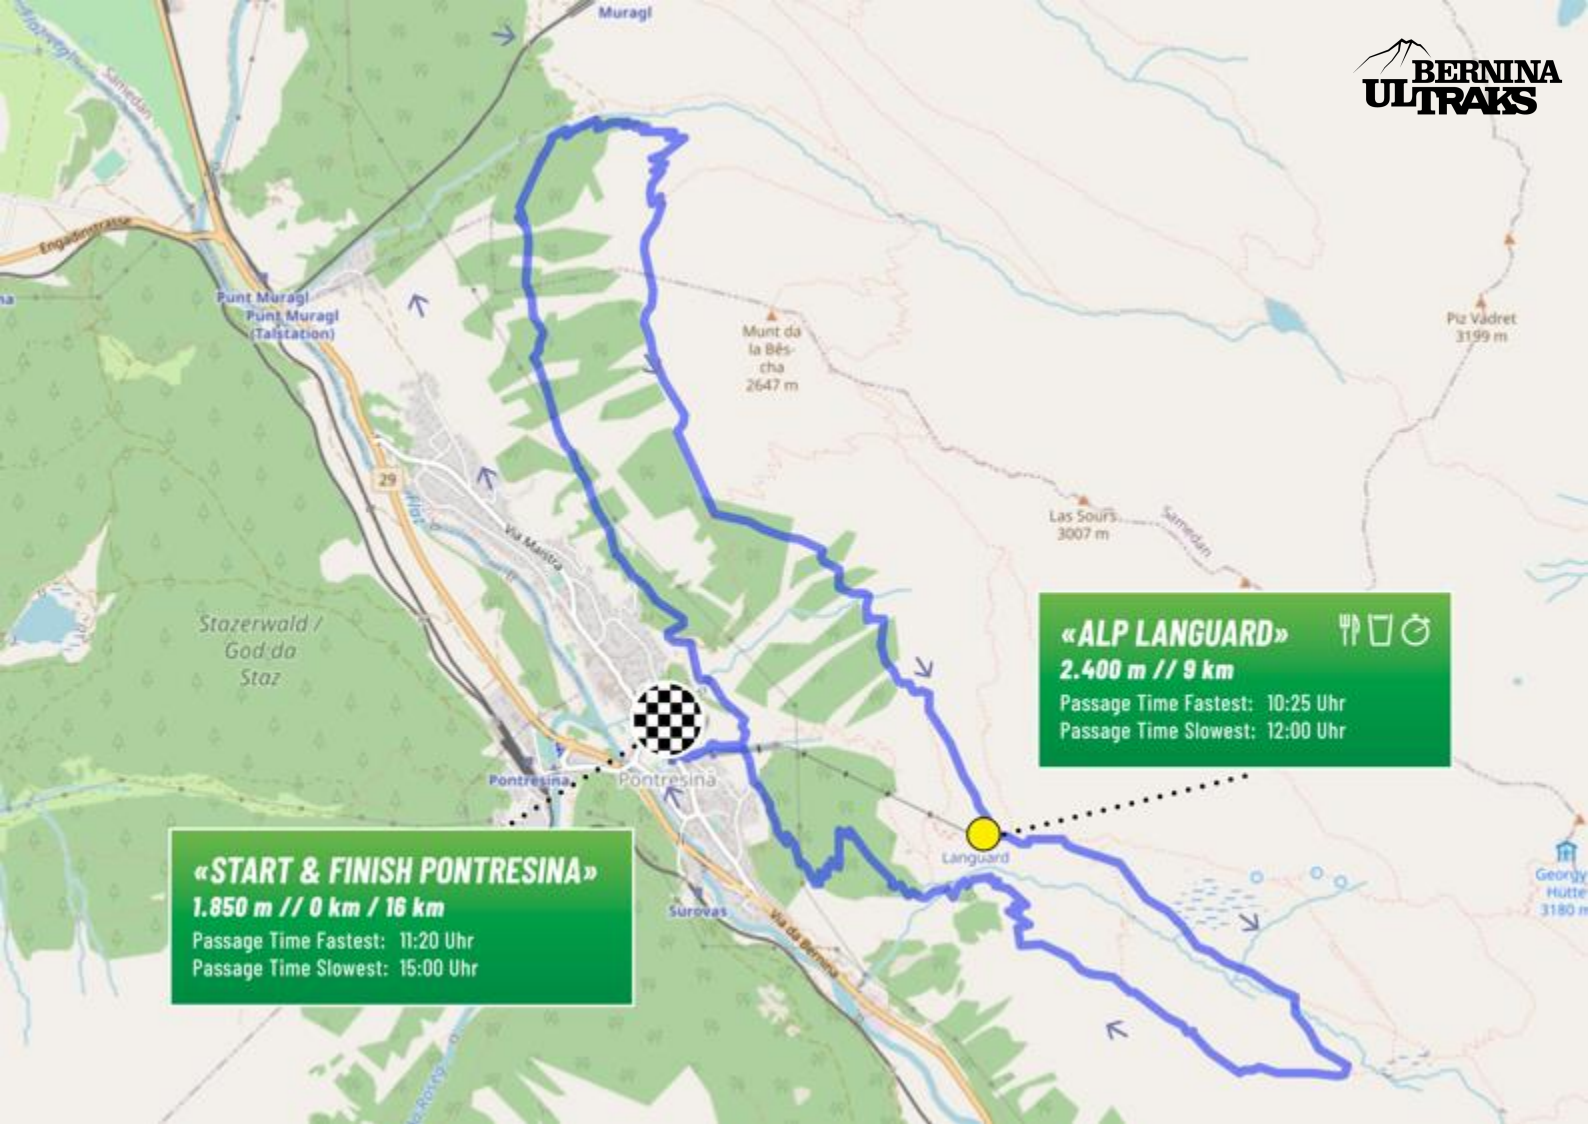 Muragl
BERNINA
ULTRAKS
Flazbach
Samedan
Engadinstrasse
na
Punt Muragl
Punt Muragl
(Talstation)
Munt da
la Bês-
cha
2647 m
Piz Vadret
3199 m
29
Flaz
Via Maistra
Las Sours
3007 m
Samedan
Stazerwald /
God da
Staz
«ALP LANGUARD»
2.400 m // 9 km
Passage Time Fastest: 10:25 Uhr
Passage Time Slowest: 12:00 Uhr
Pontresina
Pontresina
Languard
Georgy-
Hütte
3180 m
«START & FINISH PONTRESINA»
1.850 m // 0 km / 16 km
Passage Time Fastest: 11:20 Uhr
Passage Time Slowest: 15:00 Uhr
Surovas
Via da Bernina